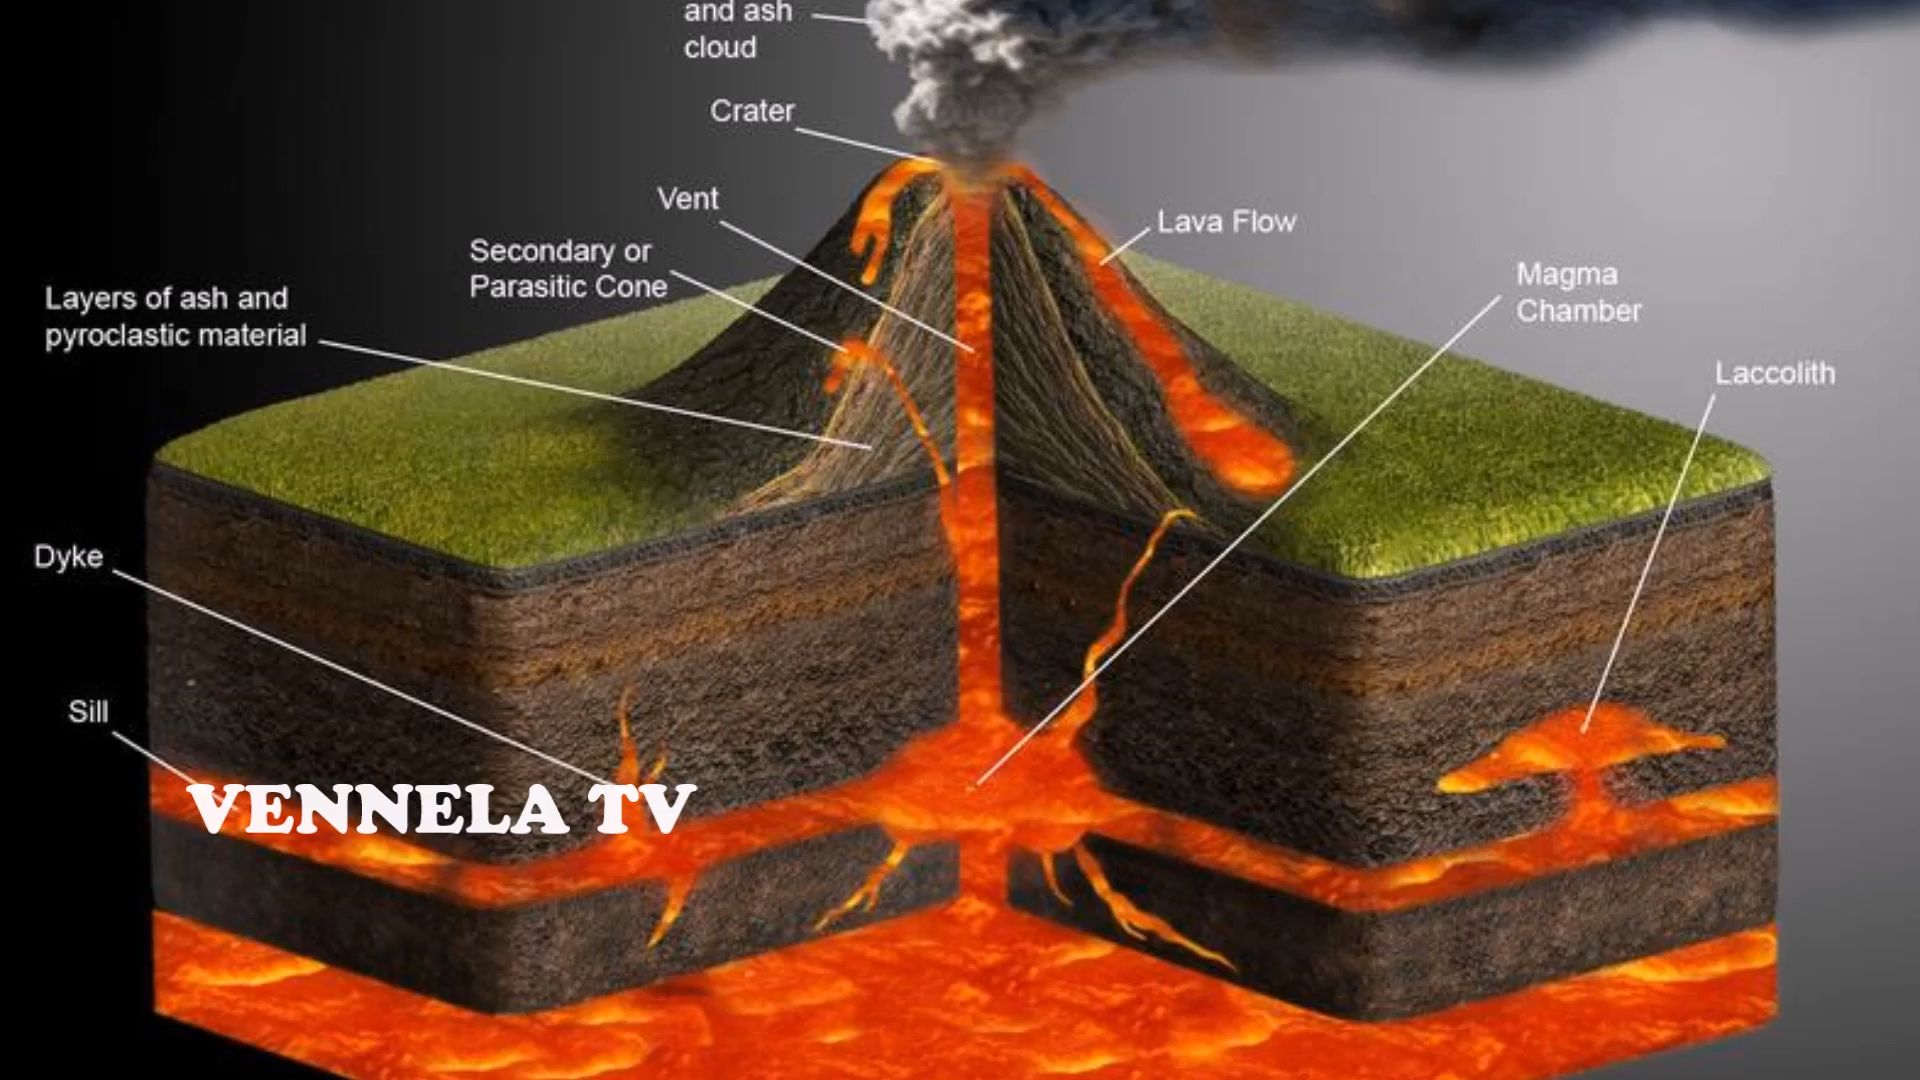 and ash
cloud
Crater
Vent
Secondary or
Parasitic Cone
Layers of ash and
pyroclastic material
Lava Flow
Magma
Chamber
Laccolith
Dyke
Sill
VENNELA TV